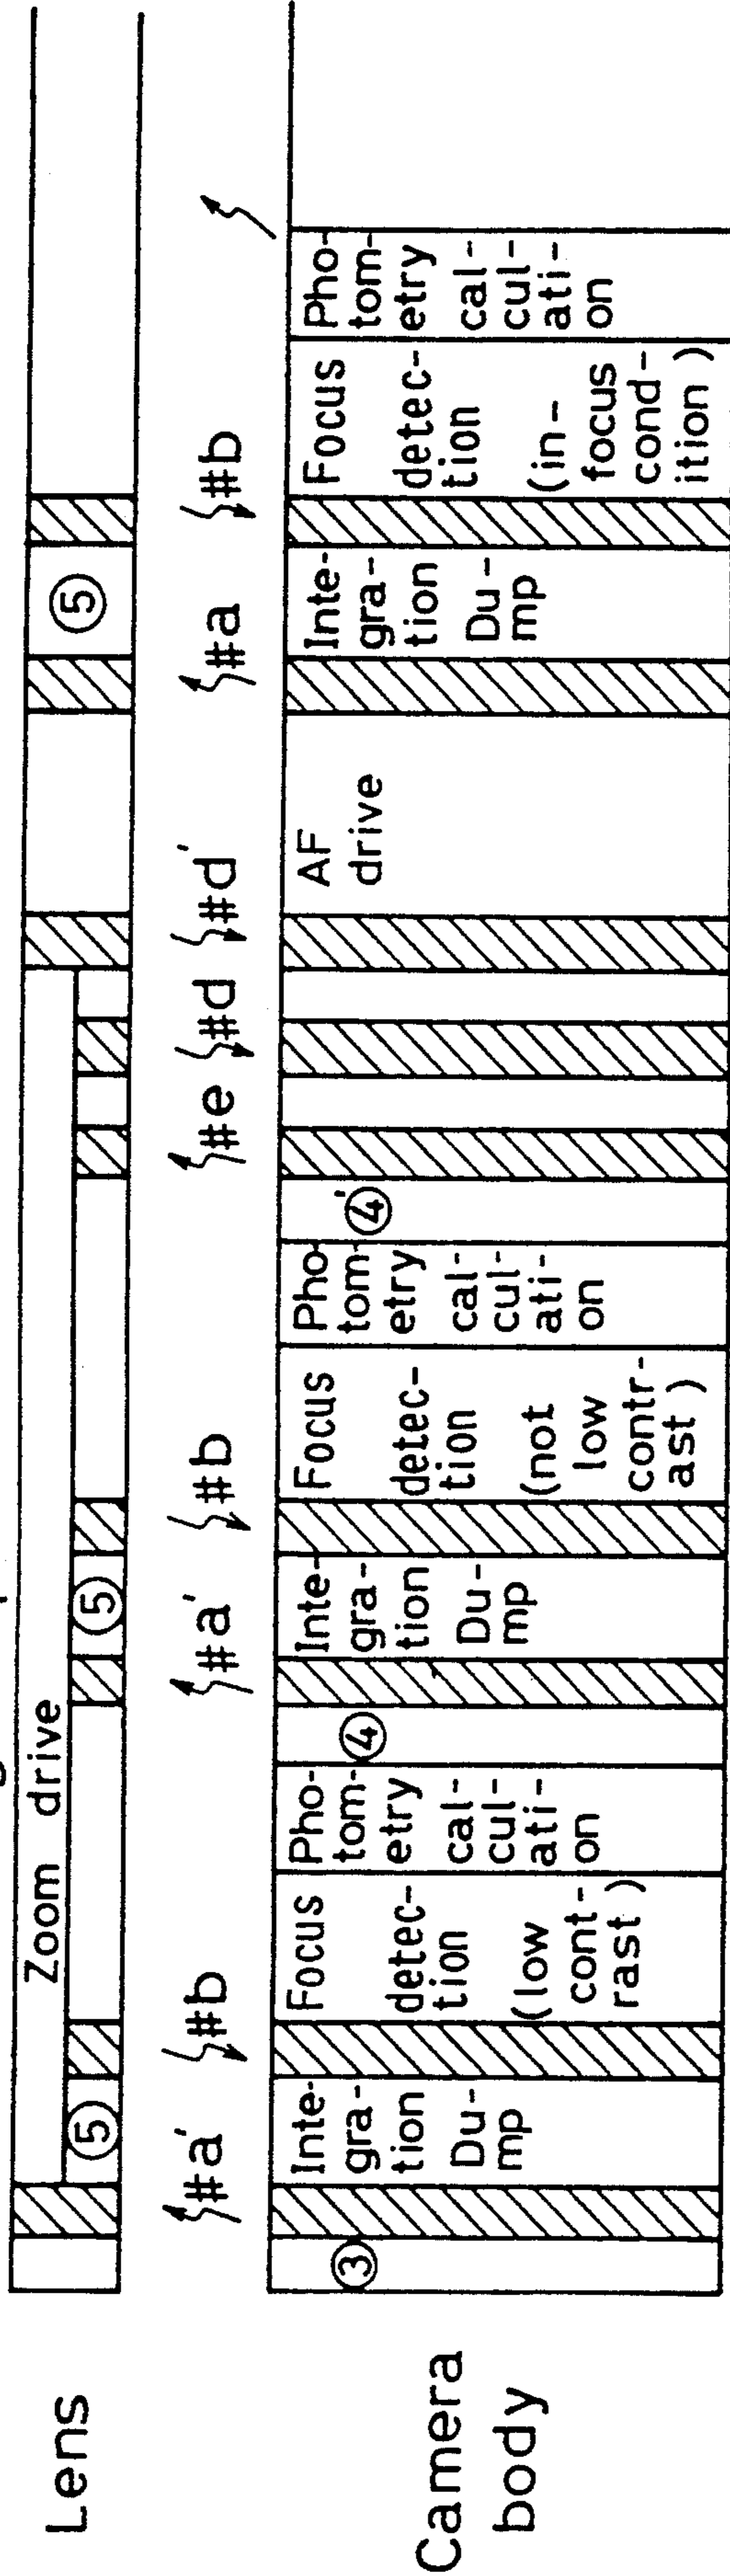 Lens
Zoom drive
⑤
⑤
⑤
#a'
#b
#a'
#b
#e
#d
#d'
#a
#b
Camera
body
③
Inte-
gra-
tion
Du-
mp
Focus
detec-
tion
(low
cont-
rast)
Pho-
tom-
etry
cal-
cul-
ati-
on
④
Inte-
gra-
tion
Du-
mp
Focus
detec-
tion
(not
low
contr-
ast)
Pho-
tom-
etry
cal-
cul-
ati-
on
④'
AF
drive
Inte-
gra-
tion
Du-
mp
Focus
detec-
tion
(in-
focus
cond-
ition)
Pho-
tom-
etry
cal-
cul-
ati-
on